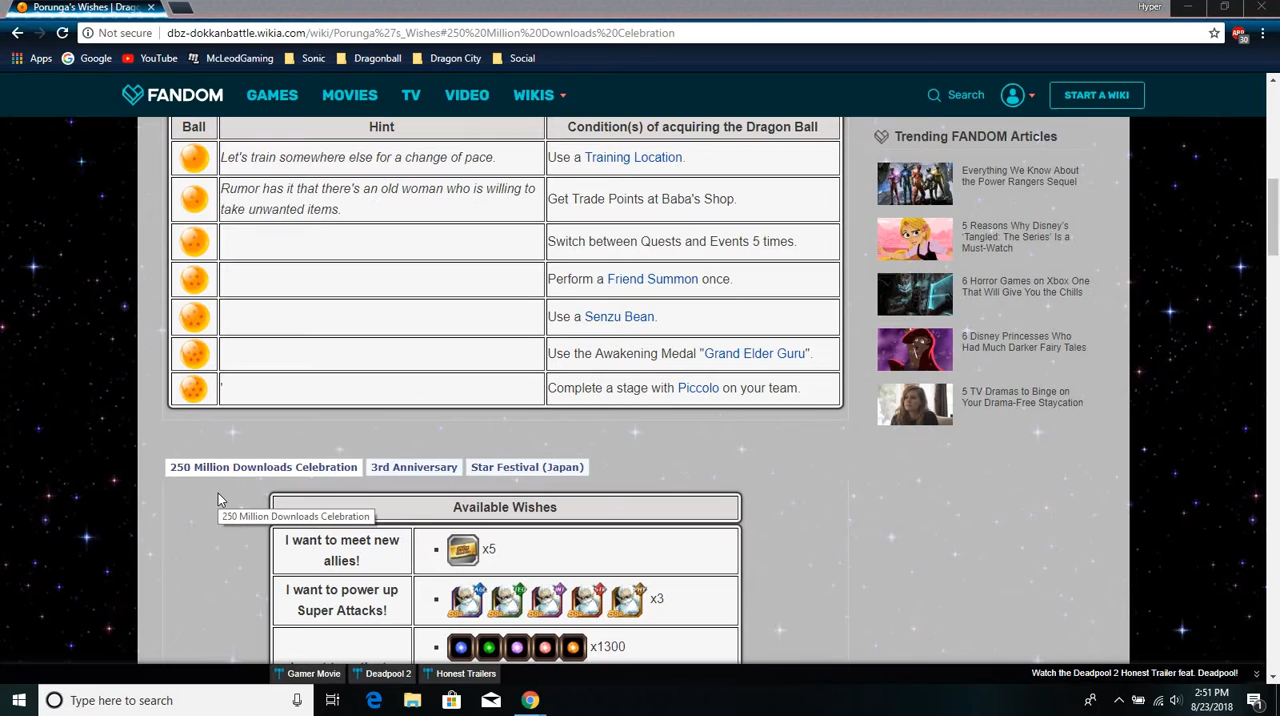 Porunga's Wishes | Drag
Hyper
Not secure
dbz-dokkanbattle.wikia.com/wiki/Porunga%27s_Wishes#250%20Million%20Downloads%20Celebration
30
Apps Google YouTube McLeodGaming Sonic Dragonball Dragon City Social
FANDOM GAMES MOVIES TV VIDEO WIKIS Search START A WIKI
Ball Hint Condition(s) of acquiring the Dragon Ball
Let's train somewhere else for a change of pace. Use a Training Location.
Rumor has it that there's an old woman who is willing to
take unwanted items.
Get Trade Points at Baba's Shop.
Switch between Quests and Events 5 times.
Perform a Friend Summon once.
Use a Senzu Bean.
Use the Awakening Medal "Grand Elder Guru".
' Complete a stage with Piccolo on your team.
Trending FANDOM Articles
Everything We Know About
the Power Rangers Sequel
5 Reasons Why Disney's
'Tangled: The Series' Is a
Must-Watch
6 Horror Games on Xbox One
That Will Give You the Chills
6 Disney Princesses Who
Had Much Darker Fairy Tales
5 TV Dramas to Binge on
Your Drama-Free Staycation
250 Million Downloads Celebration 3rd Anniversary Star Festival (Japan)
250 Million Downloads Celebration
Available Wishes
I want to meet new
allies!
x5
I want to power up
Super Attacks!
x3
x1300
Gamer Movie Deadpool 2 Honest Trailers Watch the Deadpool 2 Honest Trailer feat. Deadpool!
Type here to search
2:51 PM
8/23/2018